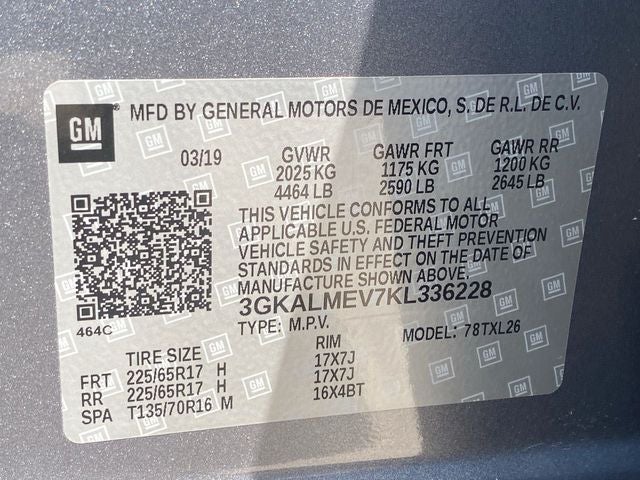 GM® MFD BY GENERAL MOTORS DE MEXICO, S. DE R.L. DE C.V.
03/19 GVWR GAWR FRT GAWR RR
2025 KG 1175 KG 1200 KG
4464 LB 2590 LB 2645 LB
THIS VEHICLE CONFORMS TO ALL
APPLICABLE U.S. FEDERAL MOTOR
VEHICLE SAFETY AND THEFT PREVENTION
STANDARDS IN EFFECT ON THE DATE OF
MANUFACTURE SHOWN ABOVE.
3GKALMEV7KL336228
464C TYPE: M.P.V. MODEL: 78TXL26
TIRE SIZE RIM
FRT 225/65R17 H 17X7J
RR 225/65R17 H 17X7J
SPA T135/70R16 M 16X4BT